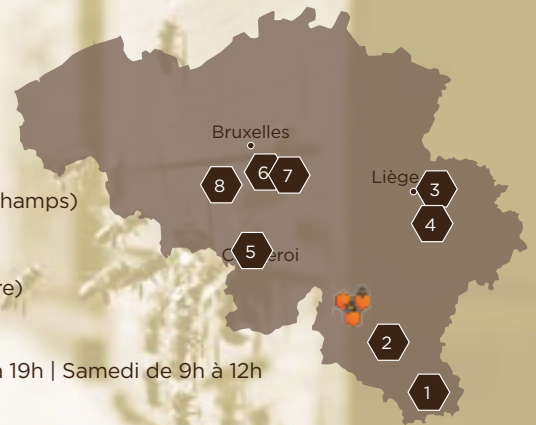 Bruxelles
6
7
8
Liège
3
hamps)
4
5
C eroi
re)
2
à 19h | Samedi de 9h à 12h
1